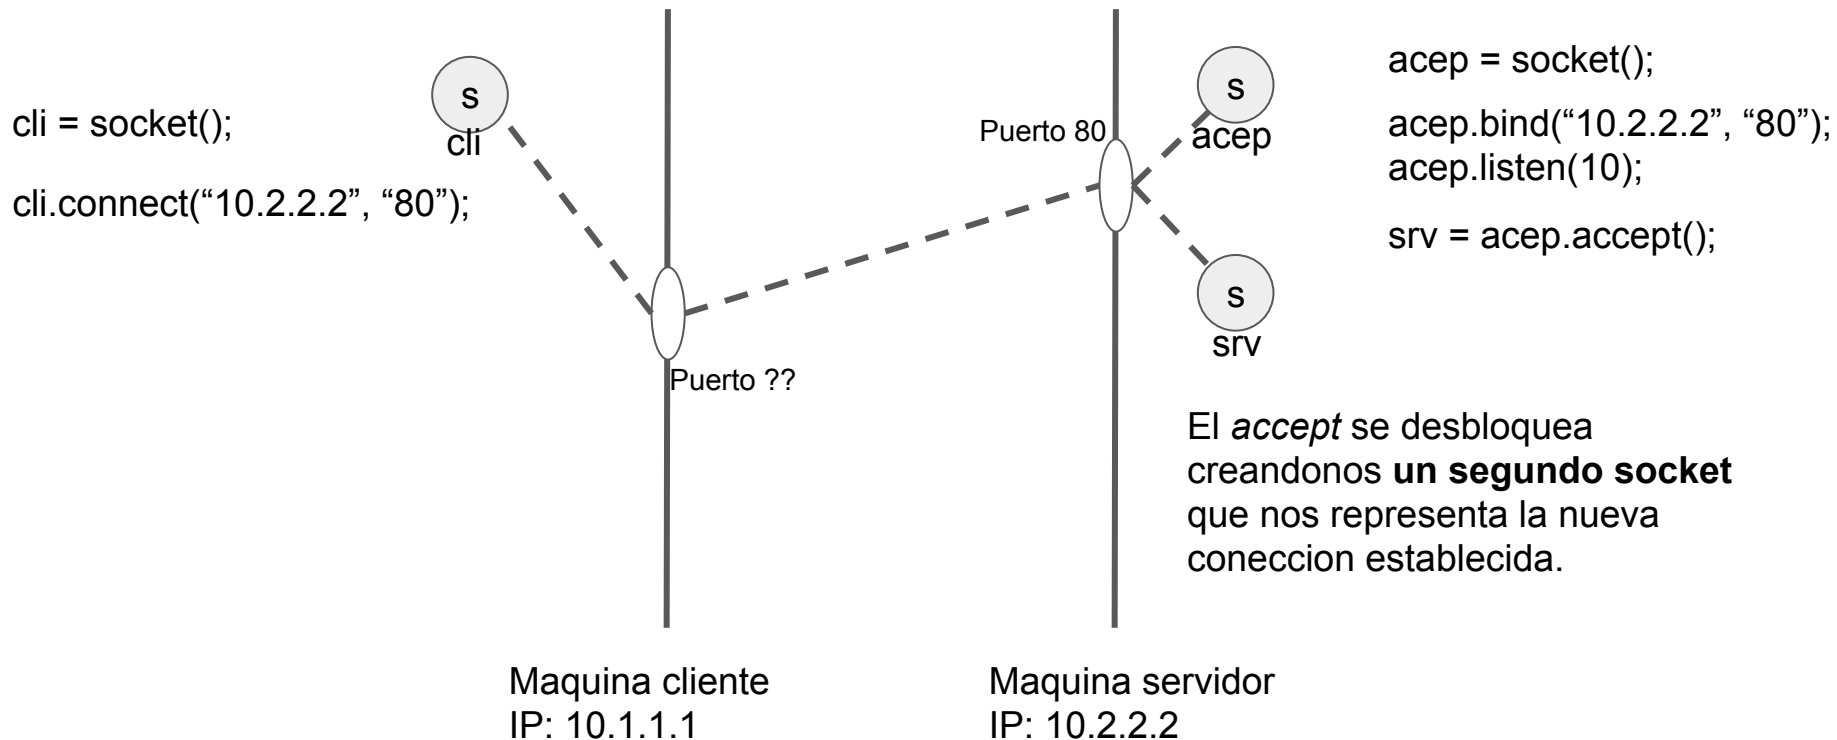 cli = socket();
cli.connect(“10.2.2.2”, “80”);
s
cli
Puerto ??
Puerto 80
s
acep
s
srv
acep = socket();
acep.bind(“10.2.2.2”, “80”);
acep.listen(10);
srv = acep.accept();
El accept se desbloquea
creandonos un segundo socket
que nos representa la nueva
coneccion establecida.
Maquina cliente
IP: 10.1.1.1
Maquina servidor
IP: 10.2.2.2